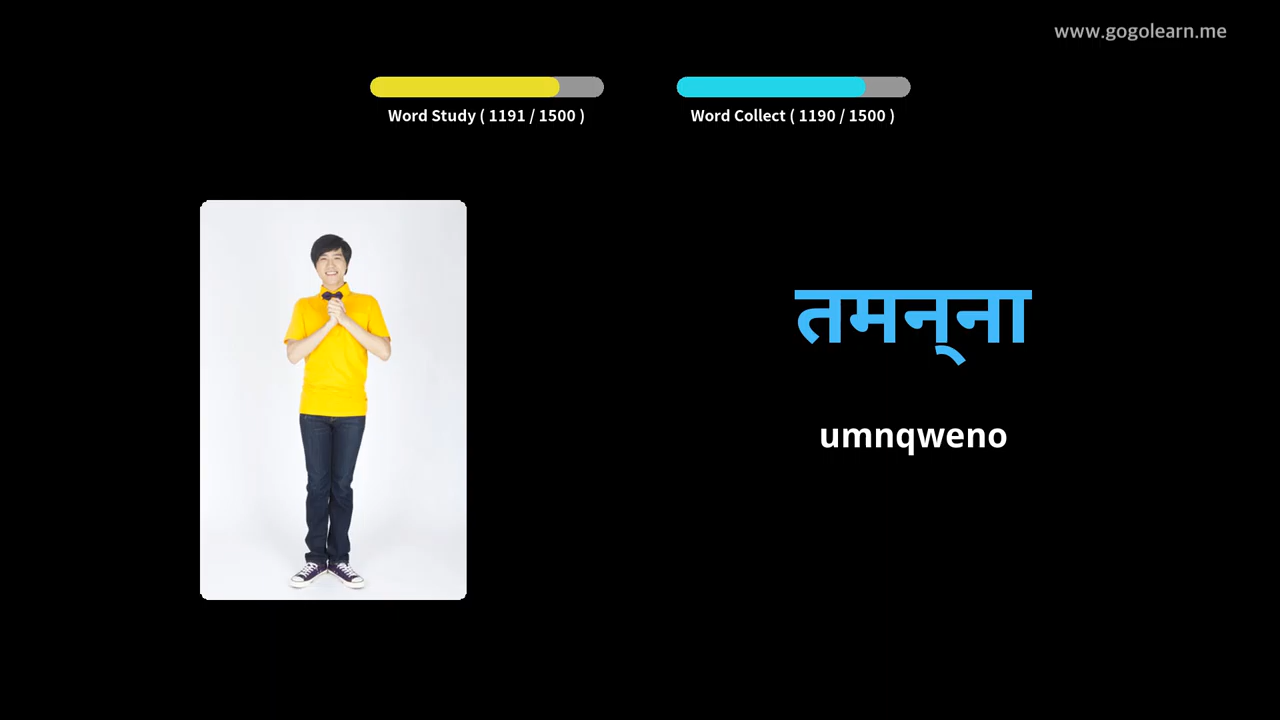 www.gogolearn.me
Word Study ( 1191 / 1500 )
Word Collect ( 1190 / 1500 )
तमन्ना
umnqweno